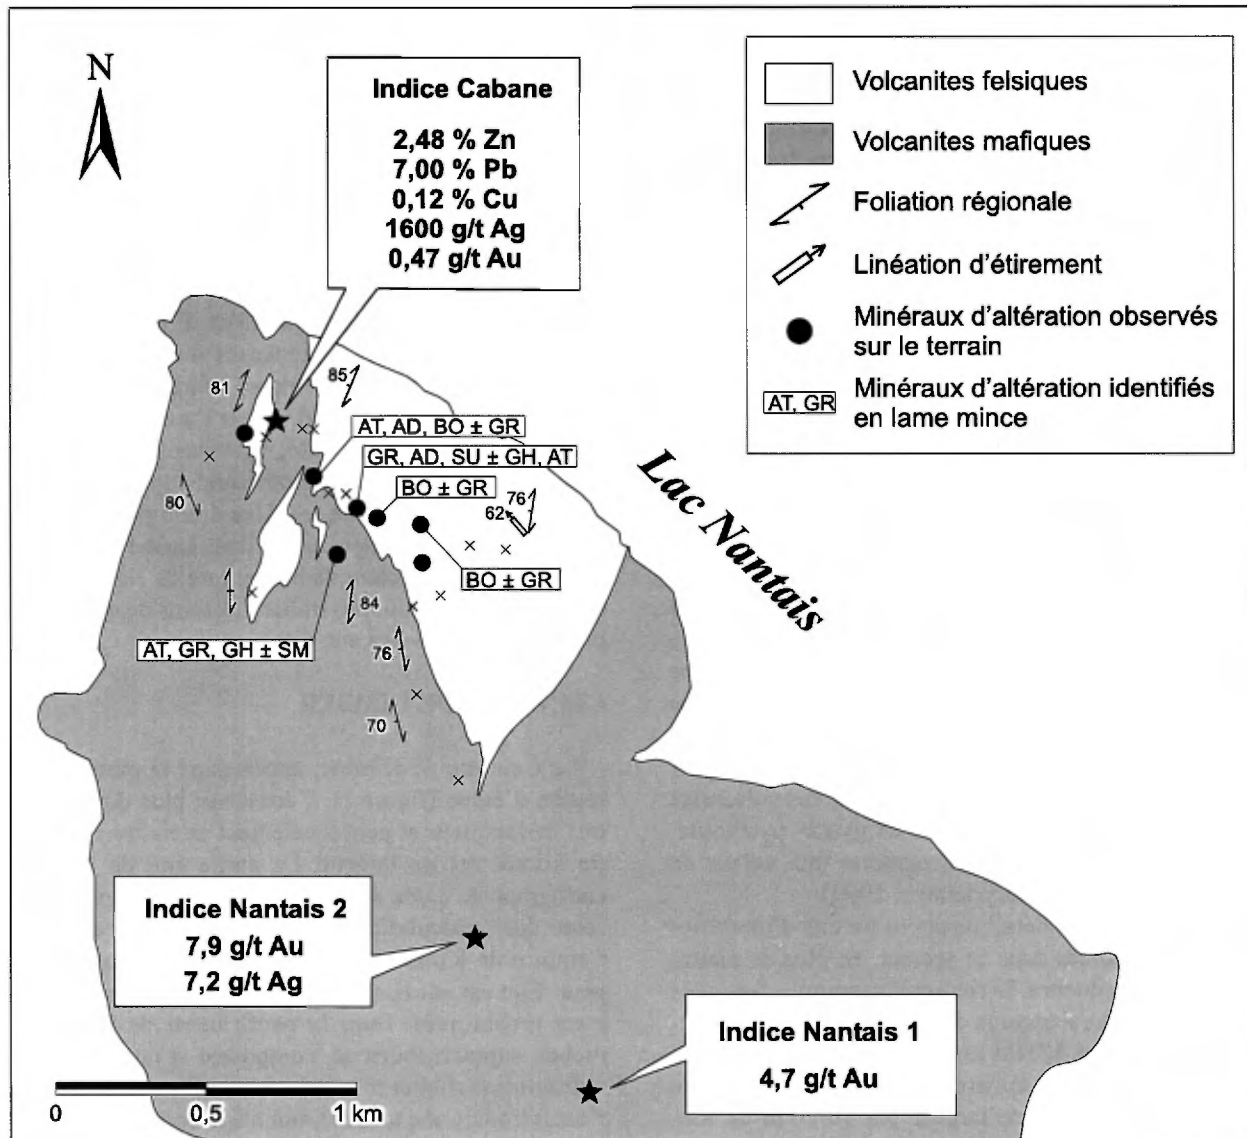 N
Indice Cabane
2,48 % Zn
7,00 % Pb
0,12 % Cu
1600 g/t Ag
0,47 g/t Au
Volcanites felsiques
Volcanites mafiques
Foliation régionale
Linéation d'étirement
Minéraux d'altération observés
sur le terrain
AT, GR
Minéraux d'altération identifiés
en lame mince
81
85
AT, AD, BO ± GR
GR, AD, SU ± GH, AT
BO ± GR
80
76
62
BO ± GR
Lac Nantais
84
AT, GR, GH ± SM
76
70
Indice Nantais 2
7,9 g/t Au
7,2 g/t Ag
Indice Nantais 1
4,7 g/t Au
0 0,5 1 km